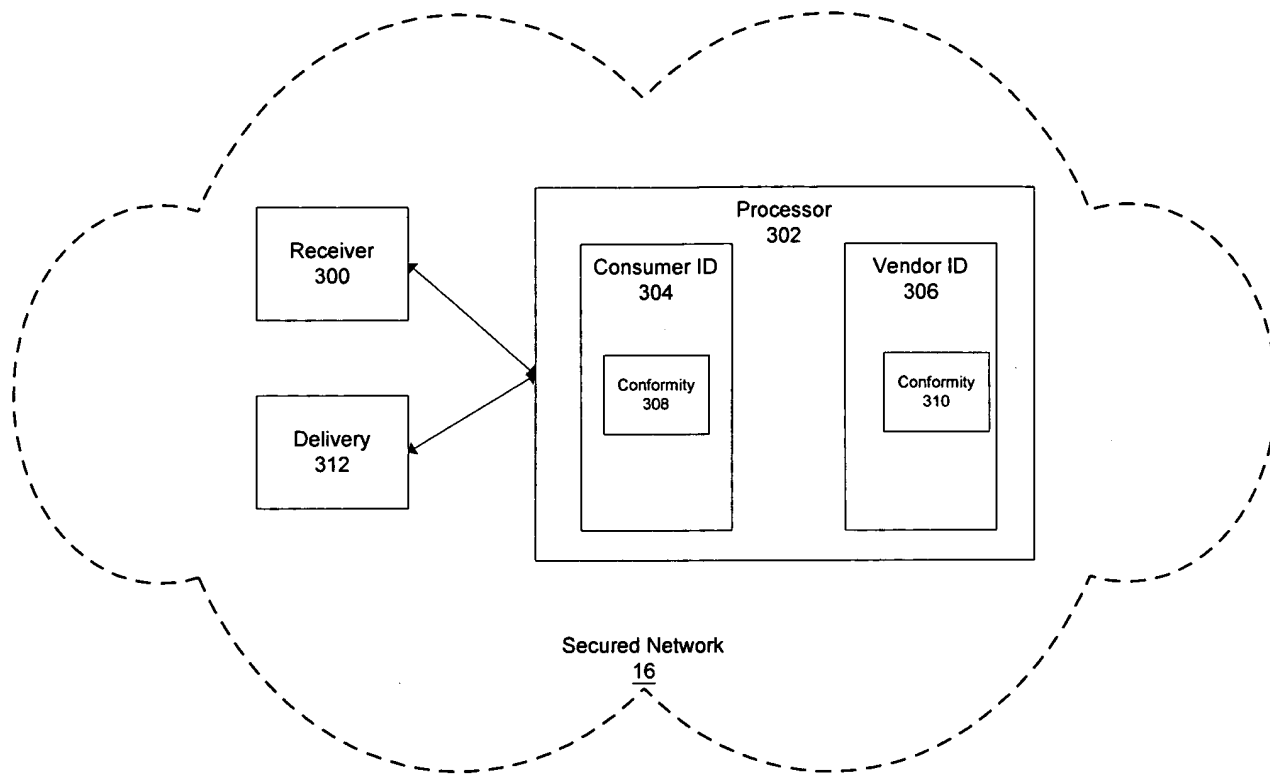 Receiver
300
Processor
302
Consumer ID
304
Conformity
308
Vendor ID
306
Conformity
310
Delivery
312
Secured Network
16